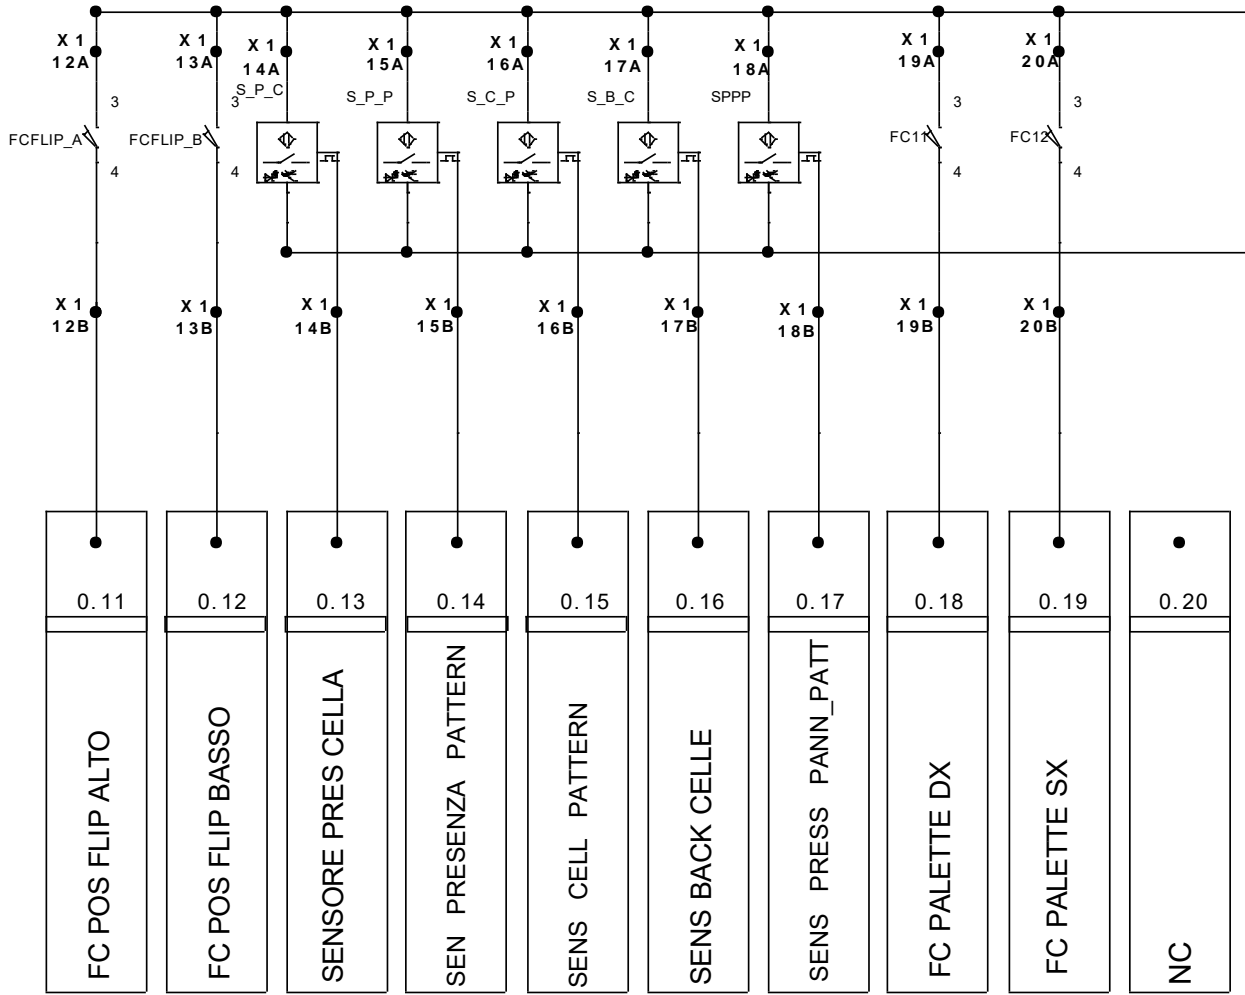 X 1 X 1 X 1 X 1 X 1 X 1 X 1 X 1 X 1
12A 13A 14A 15A 16A 17A 18A 19A 20A
S_P_C S_P_P S_C_P S_B_C SPPP
3 3 3 3
FCFLIP_A FCFLIP_B FC11 FC12
4 4 4 4
X 1 X 1 X 1 X 1 X 1 X 1 X 1 X 1 X 1
12B 13B 14B 15B 16B 17B 18B 19B 20B
0.11 0.12 0.13 0.14 0.15 0.16 0.17 0.18 0.19 0.20
FC POS FLIP ALTO
FC POS FLIP BASSO
SENSORE PRES CELLA
SEN PRESENZA PATTERN
SENS CELL PATTERN
SENS BACK CELLE
SENS PRESS PANN_PATT
FC PALETTE DX
FC PALETTE SX
NC